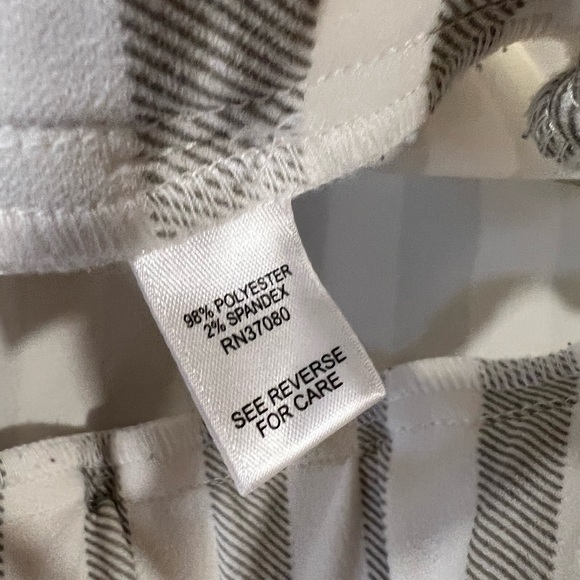 98% POLYESTER
2% SPANDEX
RN37080
SEE REVERSE
FOR CARE